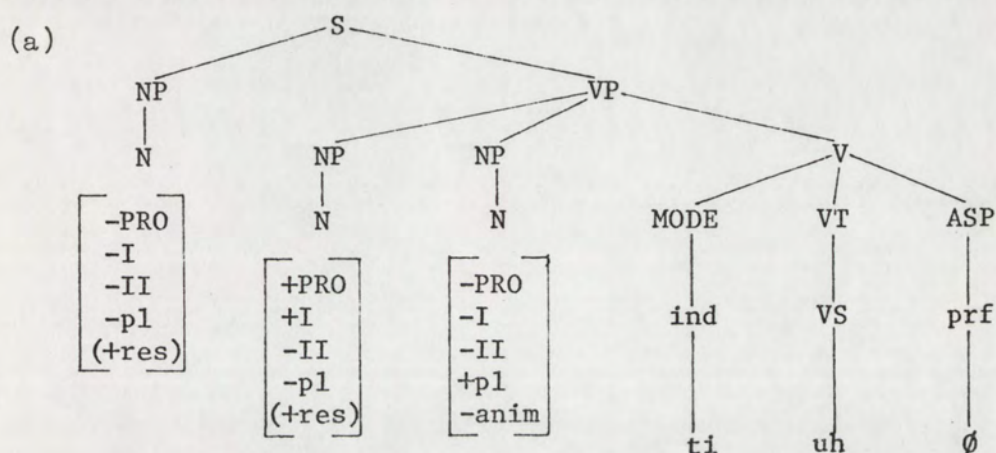 (a)
S
NP VP
N NP NP V
-PRO N N MODE VT ASP
-I
-II +PRO -PRO
-pl +I -I ind VS prf
(+res) -II -II
-pl +pl
(+res) -anim
ti uh ∅